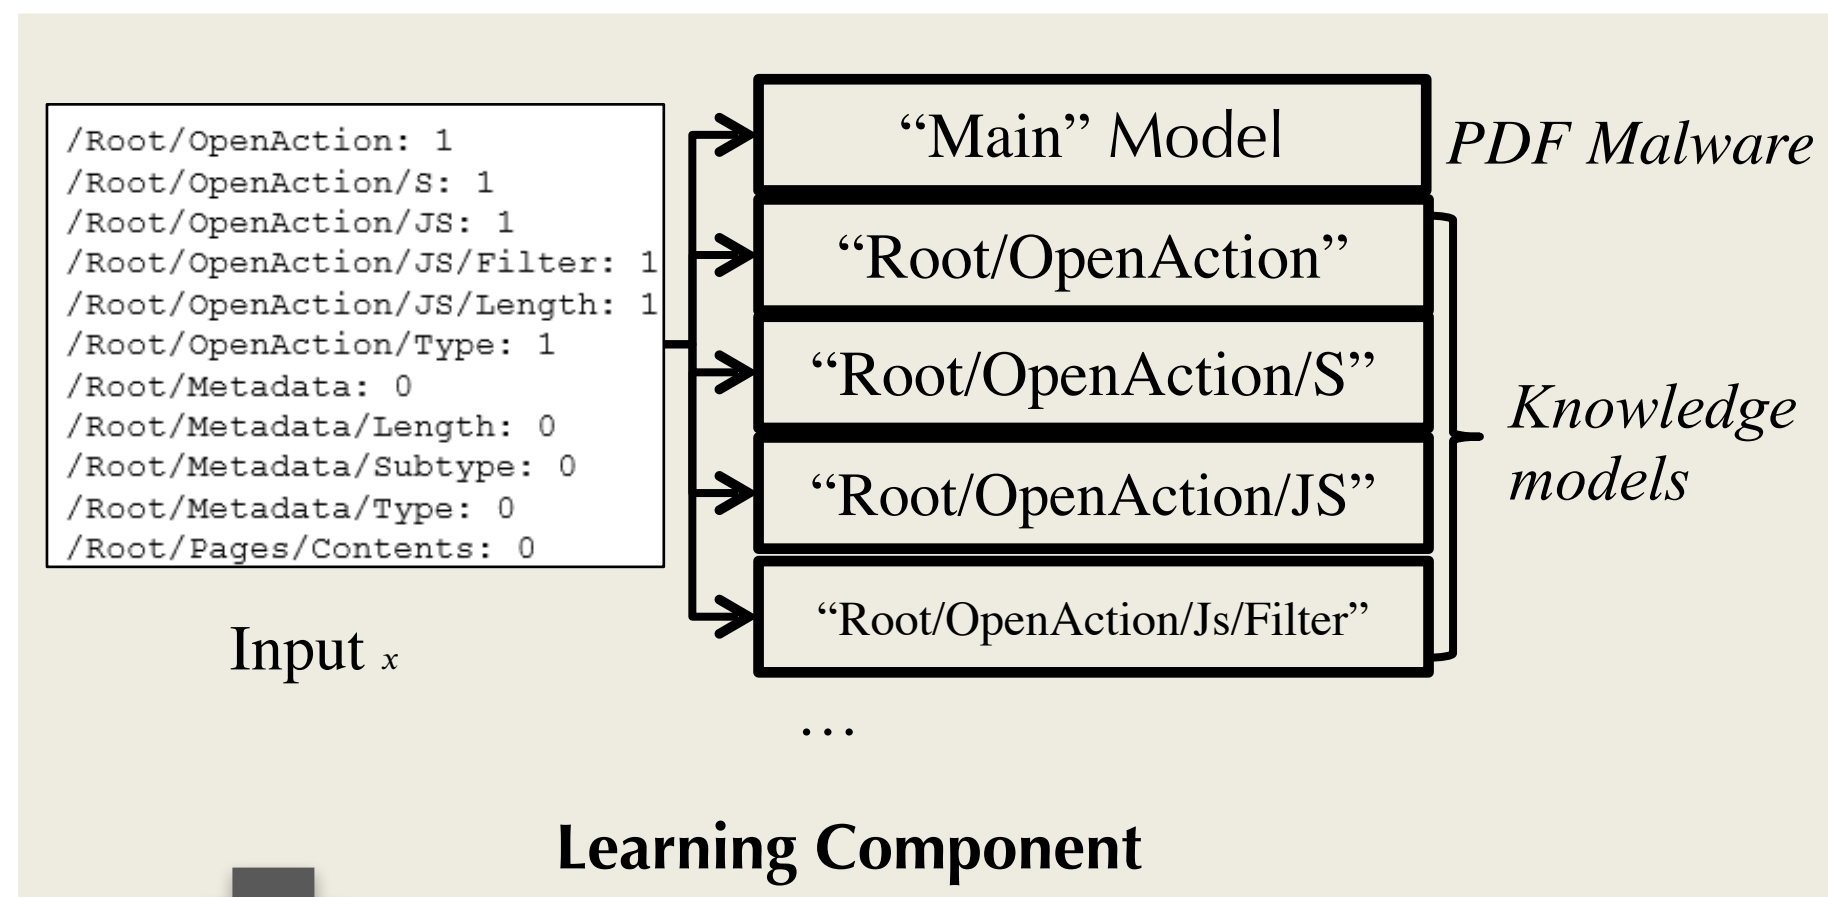 /Root/OpenAction: 1
/Root/OpenAction/S: 1
/Root/OpenAction/JS: 1
/Root/OpenAction/JS/Filter: 1
/Root/OpenAction/JS/Length: 1
/Root/OpenAction/Type: 1
/Root/Metadata: 0
/Root/Metadata/Length: 0
/Root/Metadata/Subtype: 0
/Root/Metadata/Type: 0
/Root/Pages/Contents: 0
Input x
“Main” Model
“Root/OpenAction”
“Root/OpenAction/S”
“Root/OpenAction/JS”
“Root/OpenAction/Js/Filter”
…
PDF Malware
Knowledge
models
Learning Component